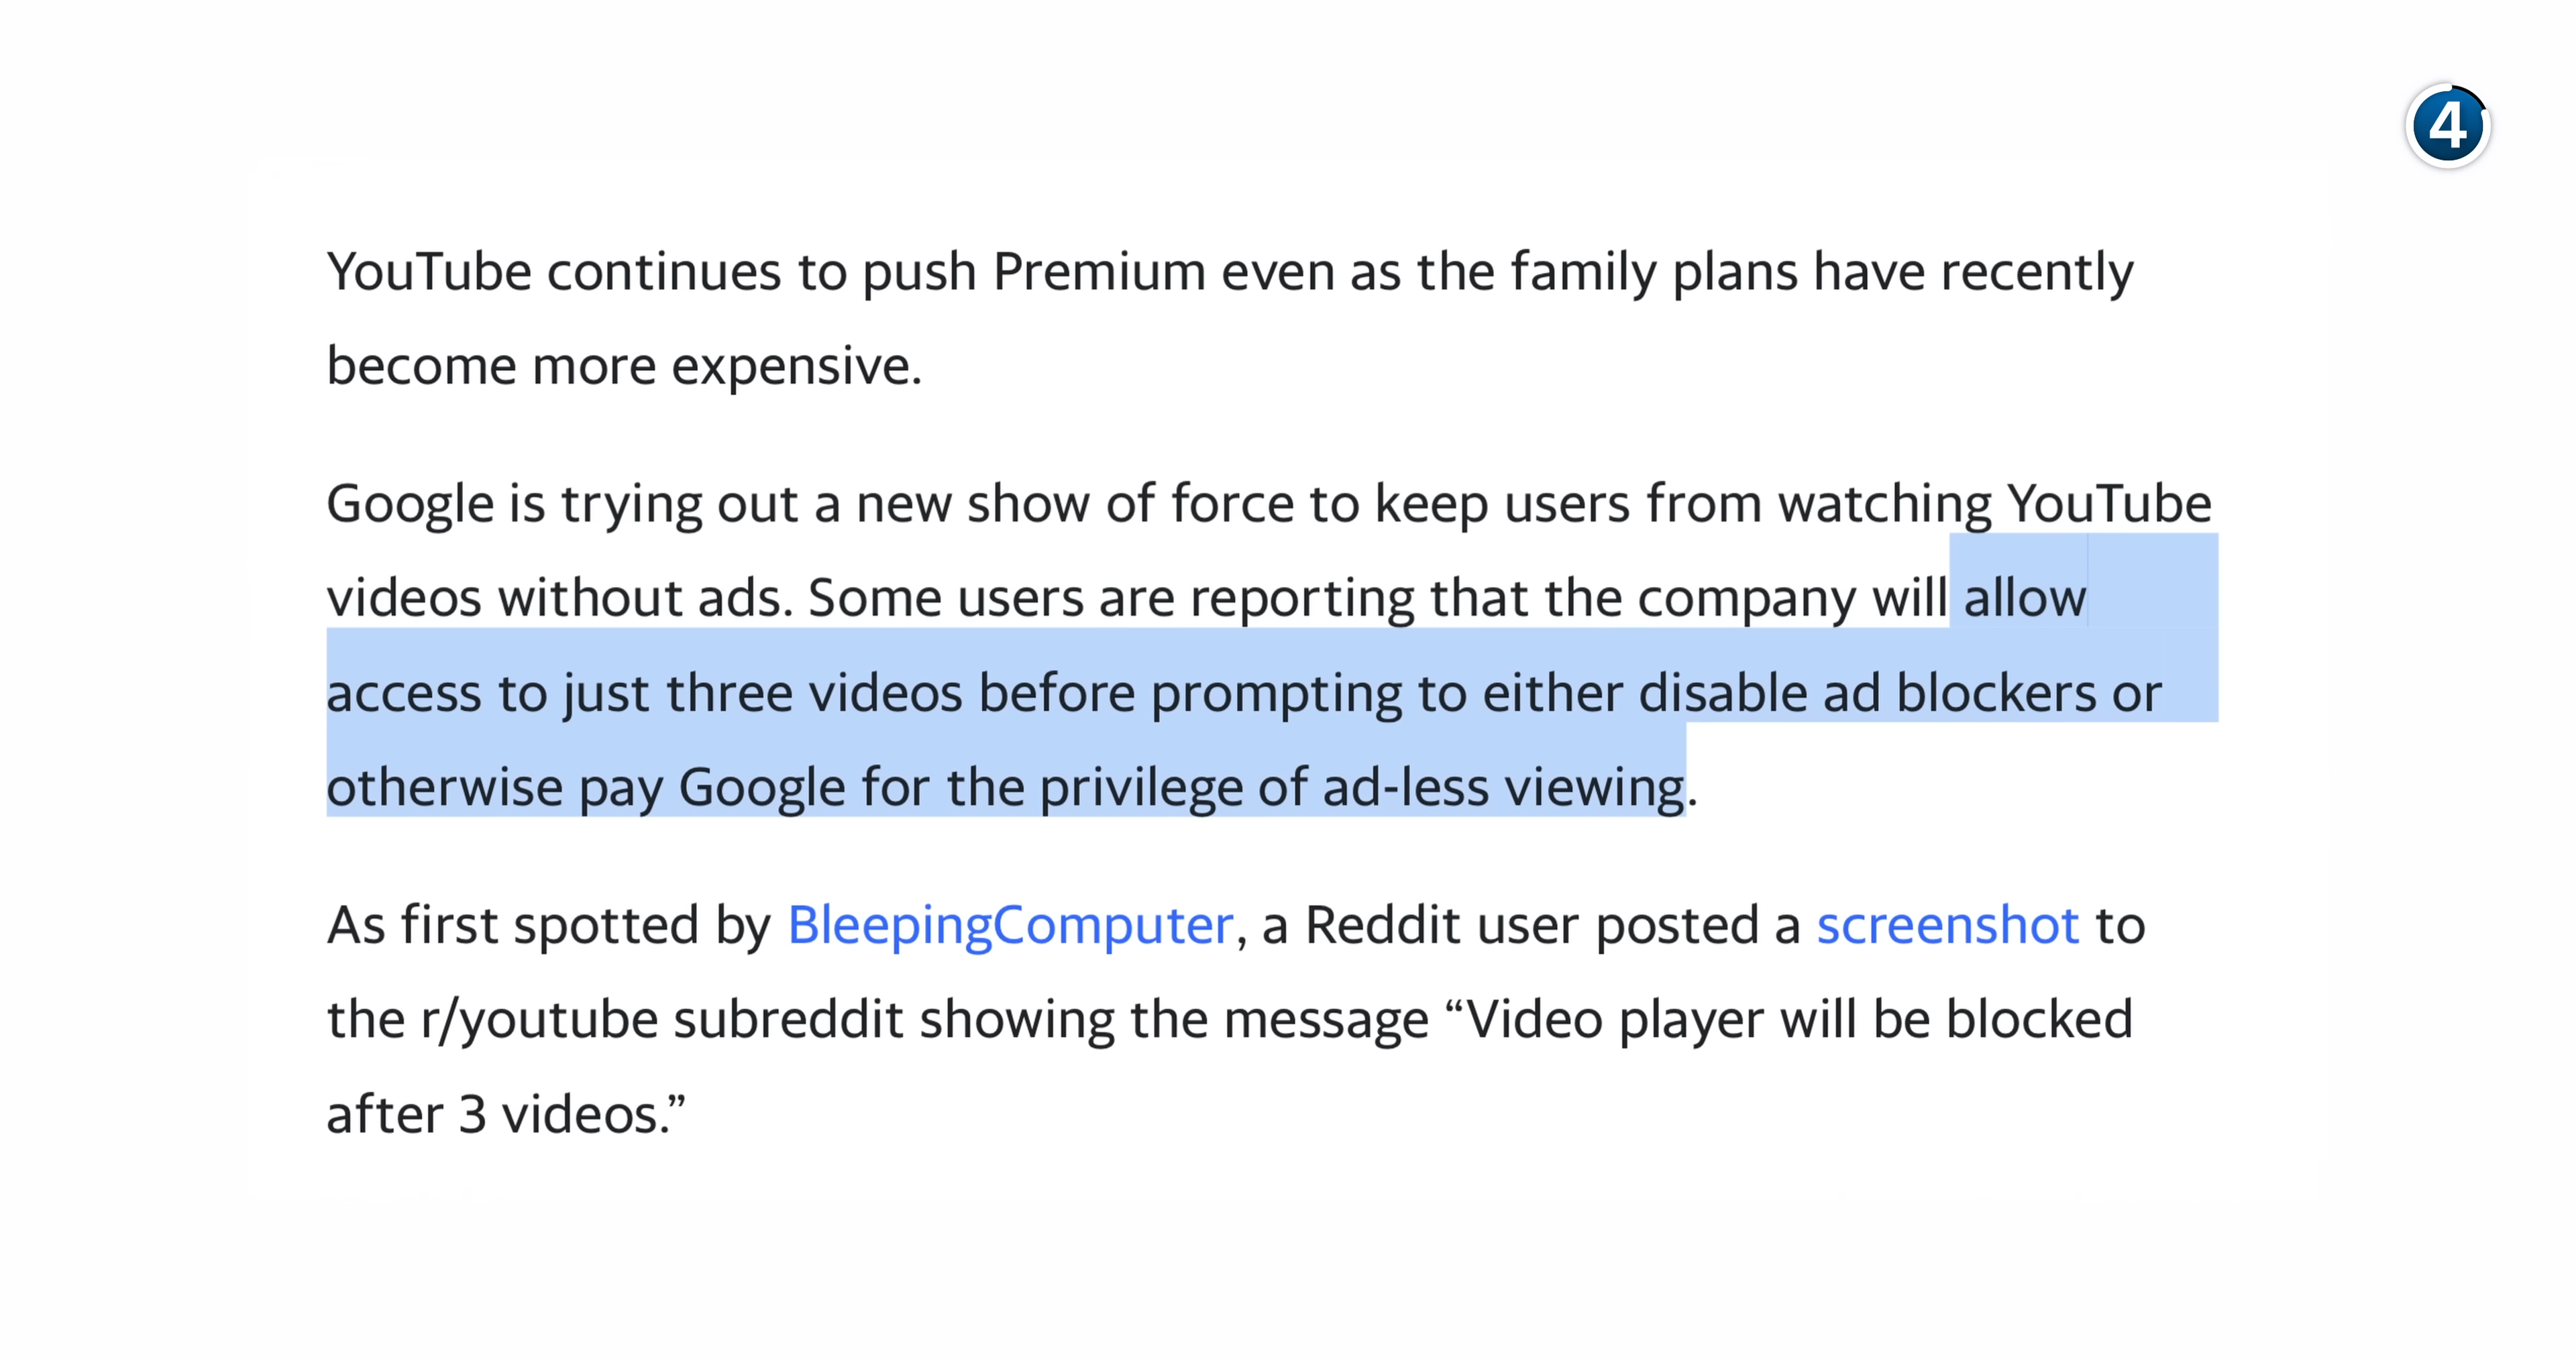 4
YouTube continues to push Premium even as the family plans have recently
become more expensive.
Google is trying out a new show of force to keep users from watching YouTube
videos without ads. Some users are reporting that the company will allow
access to just three videos before prompting to either disable ad blockers or
otherwise pay Google for the privilege of ad-less viewing.
As first spotted by BleepingComputer, a Reddit user posted a screenshot to
the r/youtube subreddit showing the message “Video player will be blocked
after 3 videos.”